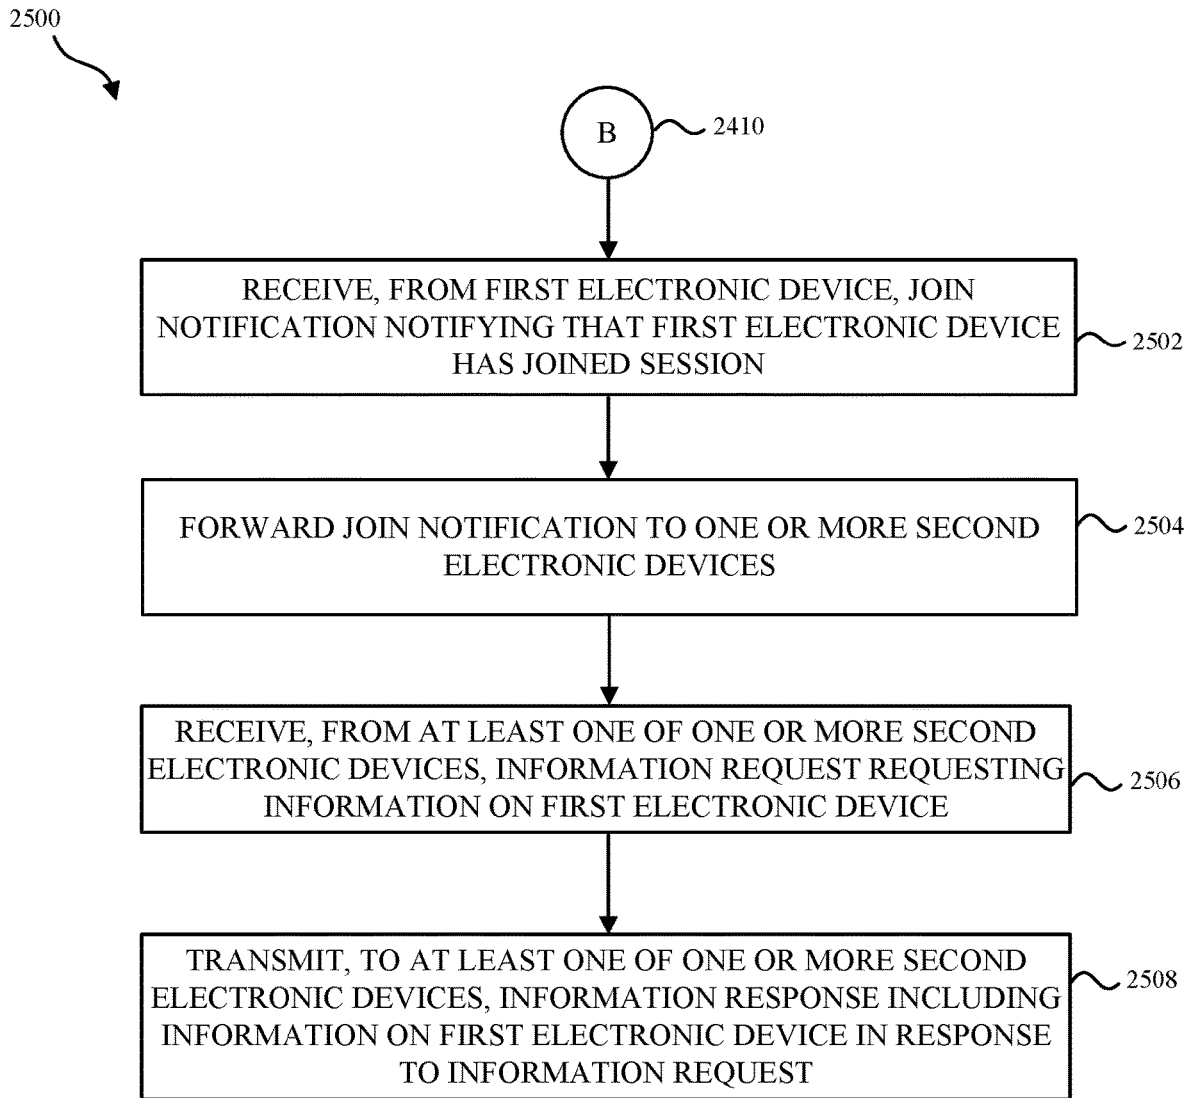 2500
B
2410
RECEIVE, FROM FIRST ELECTRONIC DEVICE, JOIN
NOTIFICATION NOTIFYING THAT FIRST ELECTRONIC DEVICE
HAS JOINED SESSION
2502
FORWARD JOIN NOTIFICATION TO ONE OR MORE SECOND
ELECTRONIC DEVICES
2504
RECEIVE, FROM AT LEAST ONE OF ONE OR MORE SECOND
ELECTRONIC DEVICES, INFORMATION REQUEST REQUESTING
INFORMATION ON FIRST ELECTRONIC DEVICE
2506
TRANSMIT, TO AT LEAST ONE OF ONE OR MORE SECOND
ELECTRONIC DEVICES, INFORMATION RESPONSE INCLUDING
INFORMATION ON FIRST ELECTRONIC DEVICE IN RESPONSE
TO INFORMATION REQUEST
2508